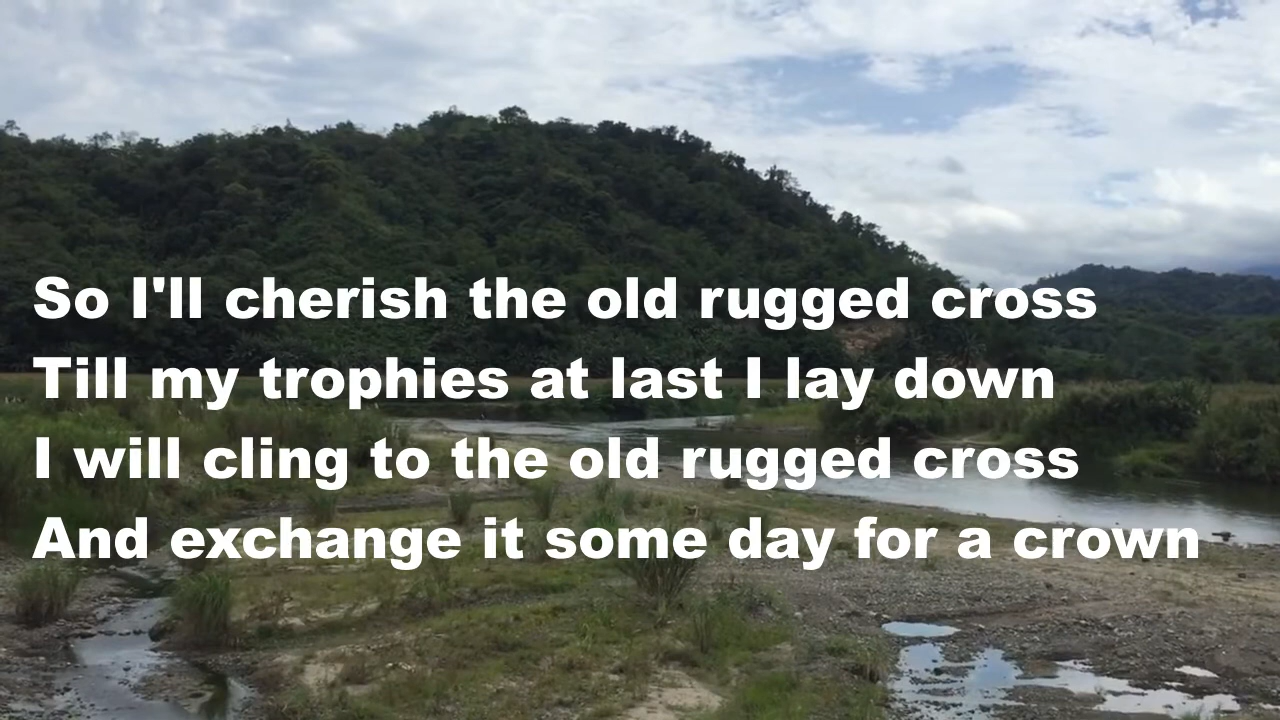 So I'll cherish the old rugged cross
Till my trophies at last I lay down
I will cling to the old rugged cross
And exchange it some day for a crown